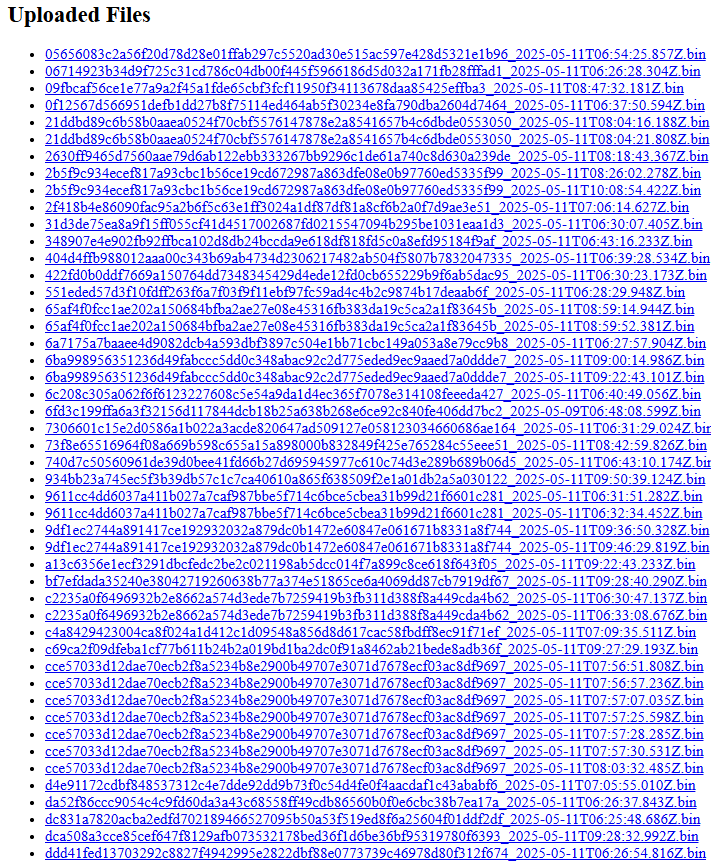 Uploaded Files
05656083c2a56f20d78d28e01ffab297c5520ad30e515ac597e428d5321e1b96_2025-05-11T06:54:25.857Z.bin
06714923b34d9f725c31cd786c04db00f445f5966186d5d032a171fb28fffad1_2025-05-11T06:26:28.304Z.bin
09fbcaf56ce1e77a9a2f45a1fde65cbf3fcf11950f34113678daa85425effba3_2025-05-11T08:47:32.181Z.bin
0f12567d566951defb1dd27b8f75114ed464ab5f30234e8fa790dba2604d7464_2025-05-11T06:37:50.594Z.bin
21ddbd89c6b58b0aaea0524f70cbf5576147878e2a8541657b4c6dbde0553050_2025-05-11T08:04:16.188Z.bin
21ddbd89c6b58b0aaea0524f70cbf5576147878e2a8541657b4c6dbde0553050_2025-05-11T08:04:21.808Z.bin
2630ff9465d7560aae79d6ab122ebb333267bb9296c1de61a740c8d630a239de_2025-05-11T08:18:43.367Z.bin
2b5f9c934ecef817a93cbc1b56ce19cd672987a863dfe08e0b97760ed5335f99_2025-05-11T08:26:02.278Z.bin
2b5f9c934ecef817a93cbc1b56ce19cd672987a863dfe08e0b97760ed5335f99_2025-05-11T10:08:54.422Z.bin
2f418b4e86090fac95a2b6f5c63e1ff3024a1df87df81a8cf6b2a0f7d9ae3e51_2025-05-11T07:06:14.627Z.bin
31d3de75ea8a9f15ff055cf41d4517002687fd0215547094b295be1031eaa1d3_2025-05-11T06:30:07.405Z.bin
348907e4e902fb92ffbca102d8db24bccda9e618df818fd5c0a8efd95184f9af_2025-05-11T06:43:16.233Z.bin
404d4ffb988012aaa00c343b69ab4734d2306217482ab504f5807b7832047335_2025-05-11T06:39:28.534Z.bin
422fd0b0ddf7669a150764dd7348345429d4ede12fd0cb655229b9f6ab5dac95_2025-05-11T06:30:23.173Z.bin
551eded57d3f10fdff263f6a7f03f9f11ebf97fc59ad4c4b2c9874b17deaab6f_2025-05-11T06:28:29.948Z.bin
65af4f0fcc1ae202a150684bfba2ae27e08e45316fb383da19c5ca2a1f83645b_2025-05-11T08:59:14.944Z.bin
65af4f0fcc1ae202a150684bfba2ae27e08e45316fb383da19c5ca2a1f83645b_2025-05-11T08:59:52.381Z.bin
6a7175a7baaee4d9082dcb4a593dbf3897c504e1bb71cbc149a053a8e79cc9b8_2025-05-11T06:27:57.904Z.bin
6ba998956351236d49fabccc5dd0c348abac92c2d775eded9ec9aaed7a0ddde7_2025-05-11T09:00:14.986Z.bin
6ba998956351236d49fabccc5dd0c348abac92c2d775eded9ec9aaed7a0ddde7_2025-05-11T09:22:43.101Z.bin
6c208c305a062f6f6123227608c5e54a9da1d4ec365f7078e314108feeeda427_2025-05-11T06:40:49.056Z.bin
6fd3c199ffa6a3f32156d117844dcb18b25a638b268e6ce92c840fe406dd7bc2_2025-05-09T06:48:08.599Z.bin
7306601c15e2d0586a1b022a3acde820647ad509127e058123034660686ae164_2025-05-11T06:31:29.024Z.bin
73f8e65516964f08a669b598c655a15a898000b832849f425e765284c55eee51_2025-05-11T08:42:59.826Z.bin
740d7c50560961de39d0bee41fd66b27d695945977c610c74d3e289b689b06d5_2025-05-11T06:43:10.174Z.bin
934bb23a745ec5f3b39db57c1c7ca40610a865f638509f2e1a01db2a5a030122_2025-05-11T09:50:39.124Z.bin
9611cc4dd6037a411b027a7caf987bbe5f714c6bce5cbea31b99d21f6601c281_2025-05-11T06:31:51.282Z.bin
9611cc4dd6037a411b027a7caf987bbe5f714c6bce5cbea31b99d21f6601c281_2025-05-11T06:32:34.452Z.bin
9df1ec2744a891417ce192932032a879dc0b1472e60847e061671b8331a8f744_2025-05-11T09:36:50.328Z.bin
9df1ec2744a891417ce192932032a879dc0b1472e60847e061671b8331a8f744_2025-05-11T09:46:29.819Z.bin
a13c6356e1ecf3291dbcfedc2be2c021198ab5dcc014f7a899c8ce618f643f05_2025-05-11T09:22:43.233Z.bin
bf7efdada35240e38042719260638b77a374e51865ce6a4069dd87cb7919df67_2025-05-11T09:28:40.290Z.bin
c2235a0f6496932b2e8662a574d3ede7b7259419b3fb311d388f8a449cda4b62_2025-05-11T06:30:47.137Z.bin
c2235a0f6496932b2e8662a574d3ede7b7259419b3fb311d388f8a449cda4b62_2025-05-11T06:33:08.676Z.bin
c4a8429423004ca8f024a1d412c1d09548a856d8d617cac58fbdff8ec91f71ef_2025-05-11T07:09:35.511Z.bin
c69ca2f09dfeba1cf77b611b24b2a019bd1ba2dc0f91a8462ab21bede8adb36f_2025-05-11T09:27:29.193Z.bin
cce57033d12dae70ecb2f8a5234b8e2900b49707e3071d7678ecf03ac8df9697_2025-05-11T07:56:51.808Z.bin
cce57033d12dae70ecb2f8a5234b8e2900b49707e3071d7678ecf03ac8df9697_2025-05-11T07:56:57.236Z.bin
cce57033d12dae70ecb2f8a5234b8e2900b49707e3071d7678ecf03ac8df9697_2025-05-11T07:57:07.035Z.bin
cce57033d12dae70ecb2f8a5234b8e2900b49707e3071d7678ecf03ac8df9697_2025-05-11T07:57:25.598Z.bin
cce57033d12dae70ecb2f8a5234b8e2900b49707e3071d7678ecf03ac8df9697_2025-05-11T07:57:28.285Z.bin
cce57033d12dae70ecb2f8a5234b8e2900b49707e3071d7678ecf03ac8df9697_2025-05-11T07:57:30.531Z.bin
cce57033d12dae70ecb2f8a5234b8e2900b49707e3071d7678ecf03ac8df9697_2025-05-11T08:03:32.485Z.bin
d4e91172cdbf848537312c4e7dde92dd9b73f0c54d4fe0f4aacdaf1c43ababf6_2025-05-11T07:05:55.010Z.bin
da52f86ccc9054c4c9fd60da3a43c68558ff49cdb86560b0f0e6cbc38b7ea17a_2025-05-11T06:26:37.843Z.bin
dc831a7820acba2edfd702189466527095b50a53f519ed8f6a25604f01ddf2df_2025-05-11T06:25:48.686Z.bin
dca508a3cce85cef647f8129afb073532178bed36f1d6be36bf95319780f6393_2025-05-11T09:28:32.992Z.bin
ddd41fed13703292c8827f4942995e2822dbf88e0773739c46978d80f312f674_2025-05-11T06:26:54.816Z.bin